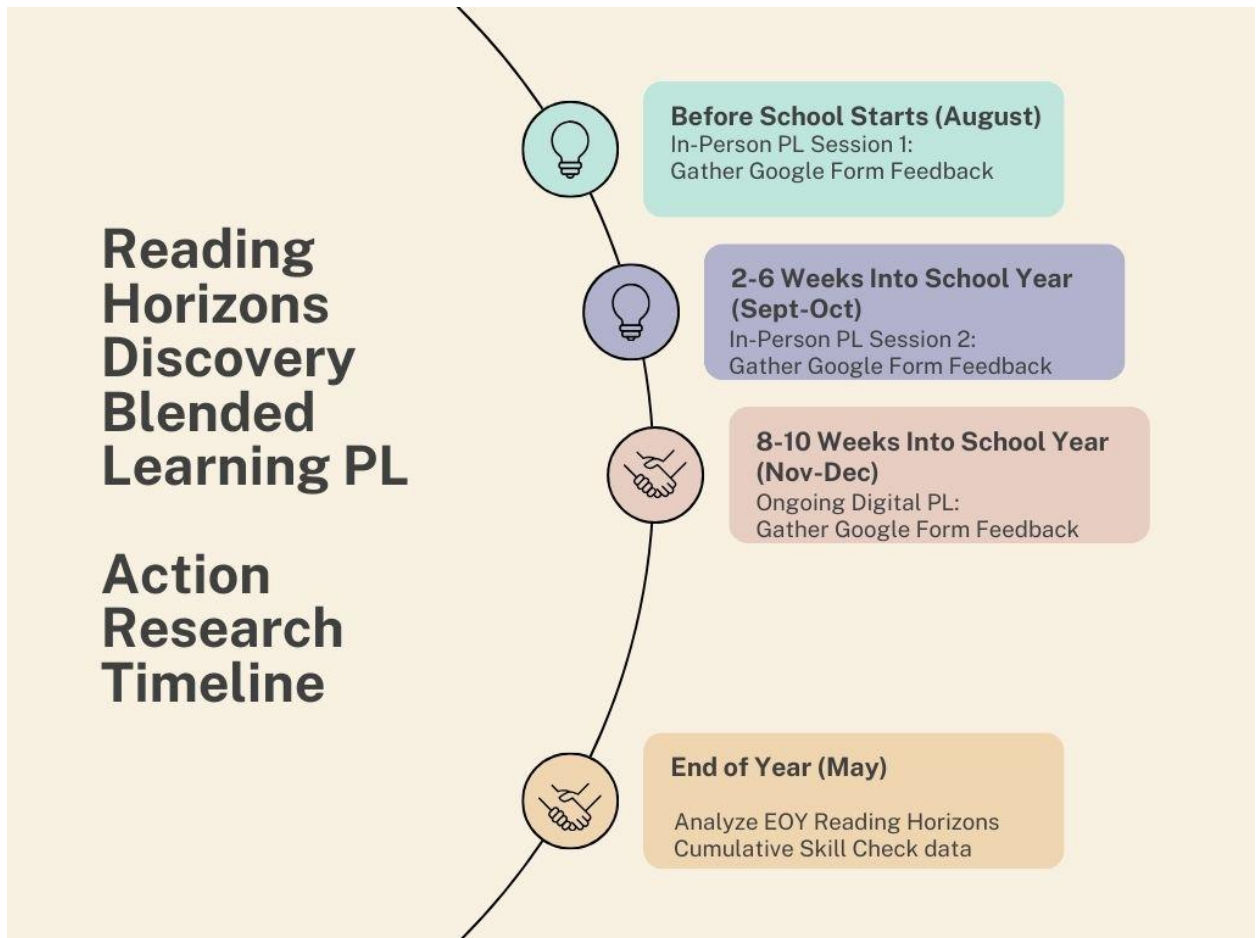 Reading
Horizons
Discovery
Blended
Learning PL
Action
Research
Timeline
Before School Starts (August)
In-Person PL Session 1:
Gather Google Form Feedback
2-6 Weeks Into School Year
(Sept-Oct)
In-Person PL Session 2:
Gather Google Form Feedback
8-10 Weeks Into School Year
(Nov-Dec)
Ongoing Digital PL:
Gather Google Form Feedback
End of Year (May)
Analyze EOY Reading Horizons
Cumulative Skill Check data